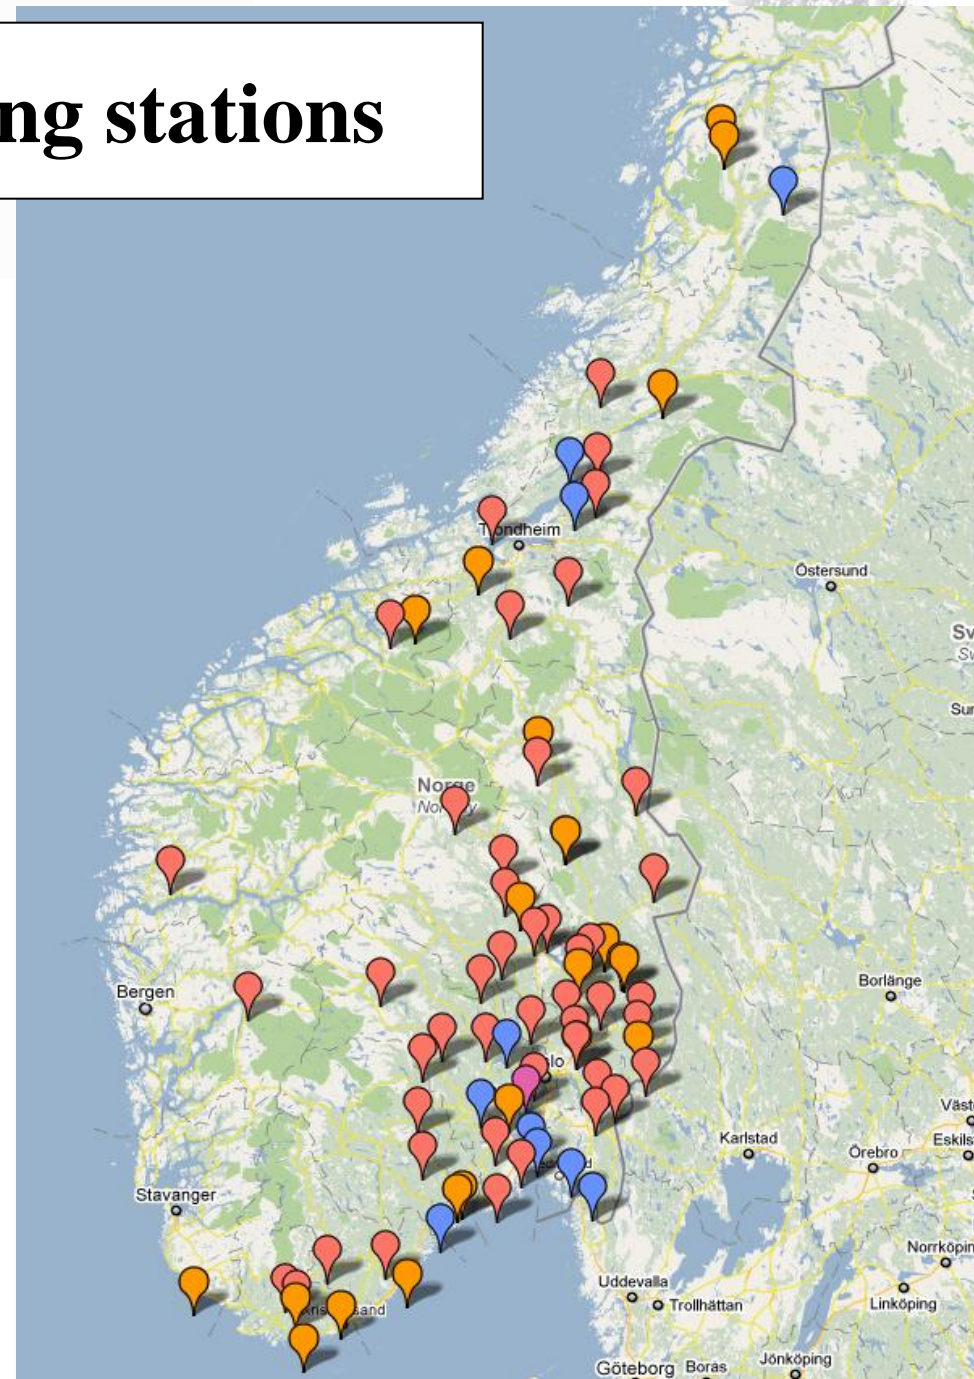 ng stations
Trondheim
Östersund
Norge
Bergen
Borlänge
Karlstad
Örebro
Stavanger
Uddevalla
Trollhättan
Linköping
Göteborg
Borås
Jönköping